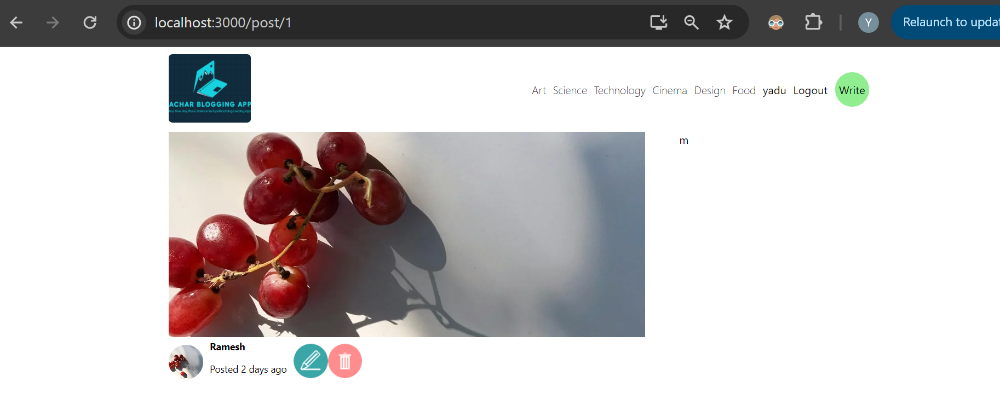 localhost:3000/post/1
Y
Relaunch to updat
ACHAR BLOGGING APP
Any Time, Any Place. Science tech political blog creating app
Art Science Technology Cinema Design Food yadu Logout Write
m
Ramesh
Posted 2 days ago